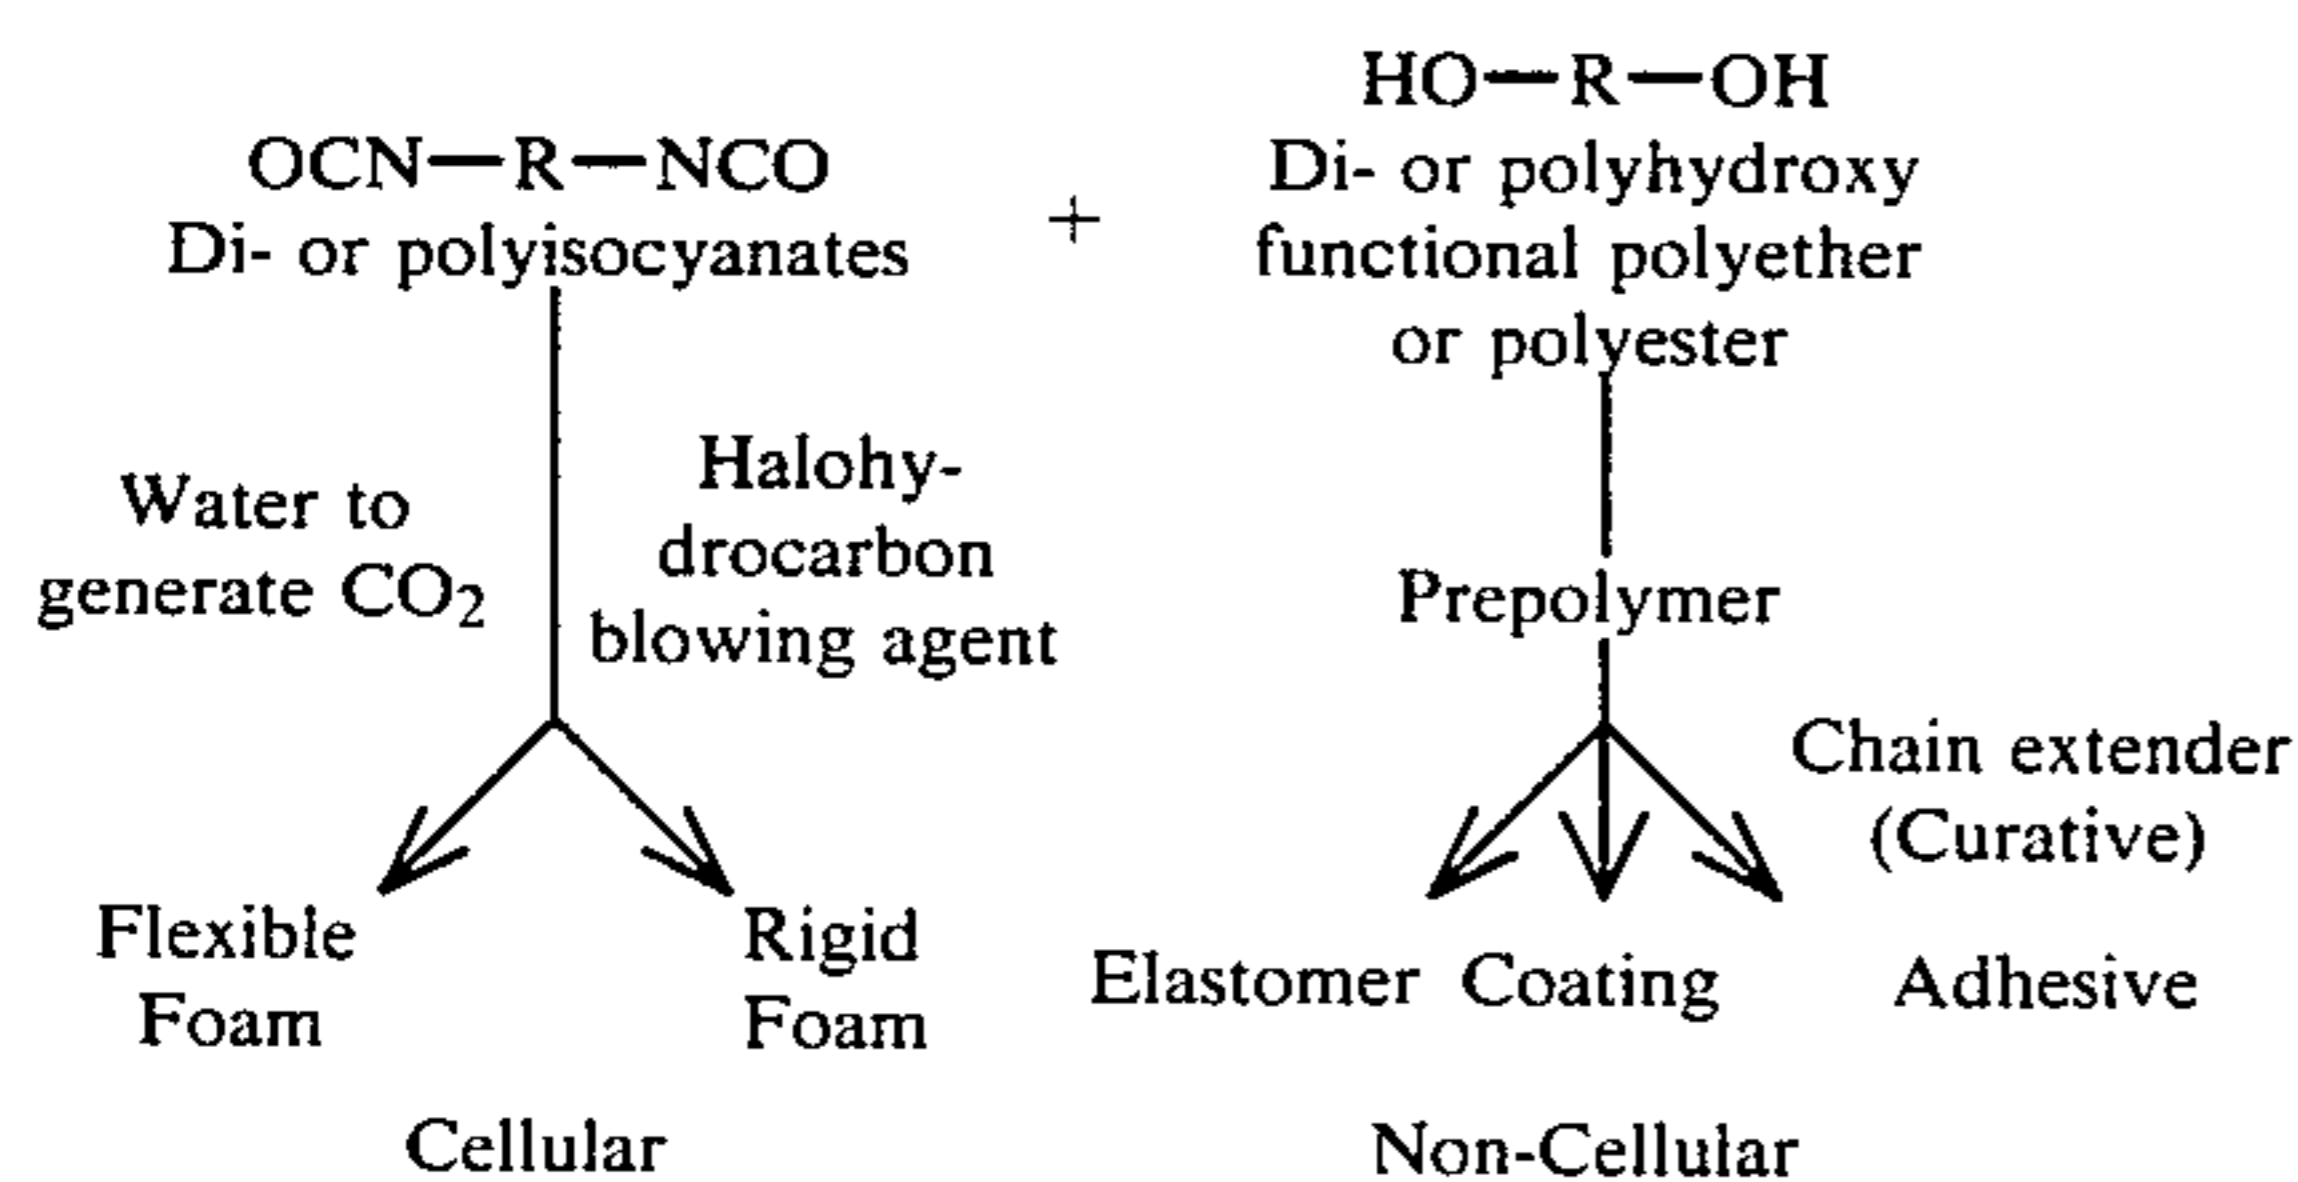 OCN—R—NCO
Di- or polyisocyanates
+
HO—R—OH
Di- or polyhydroxy
functional polyether
or polyester
Water to
generate CO₂
Halohy-
drocarbon
blowing agent
Prepolymer
Chain extender
(Curative)
Flexible
Foam
Rigid
Foam
Elastomer
Coating
Adhesive
Cellular
Non-Cellular